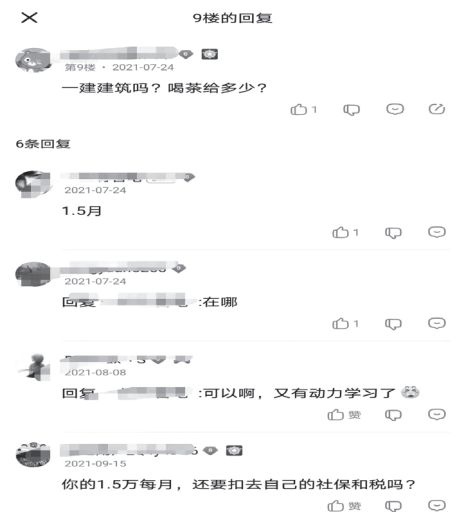 9楼的回复
第9楼 · 2021-07-24
一建建筑吗？喝茶给多少？
1
6条回复
2021-07-24
1.5月
1
2021-07-24
回复 :在哪
1
2021-08-08
回复 :可以啊，又有动力学习了
赞
2021-09-15
你的1.5万每月，还要扣去自己的社保和税吗？
赞